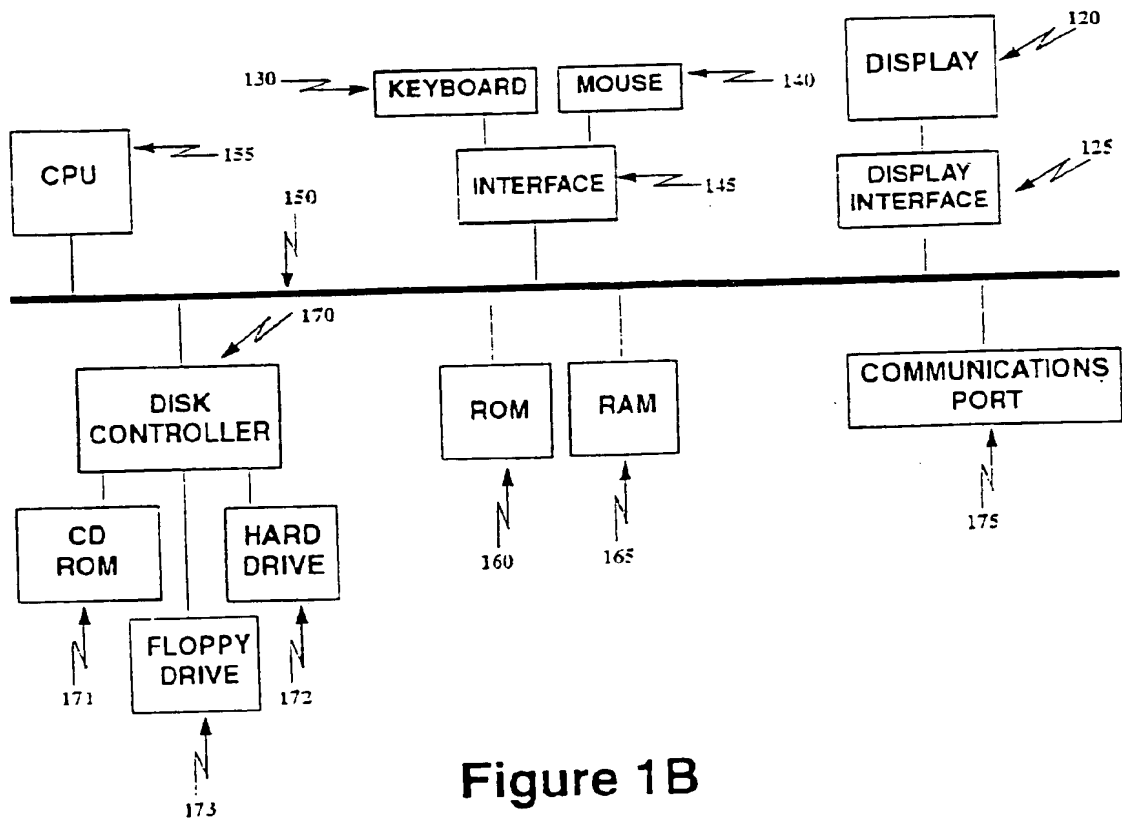 120
DISPLAY
130
KEYBOARD
MOUSE
140
CPU
155
INTERFACE
145
125
DISPLAY
INTERFACE
150
170
DISK
CONTROLLER
ROM
RAM
COMMUNICATIONS
PORT
CD
ROM
HARD
DRIVE
160
165
175
FLOPPY
DRIVE
171
172
173
Figure 1B